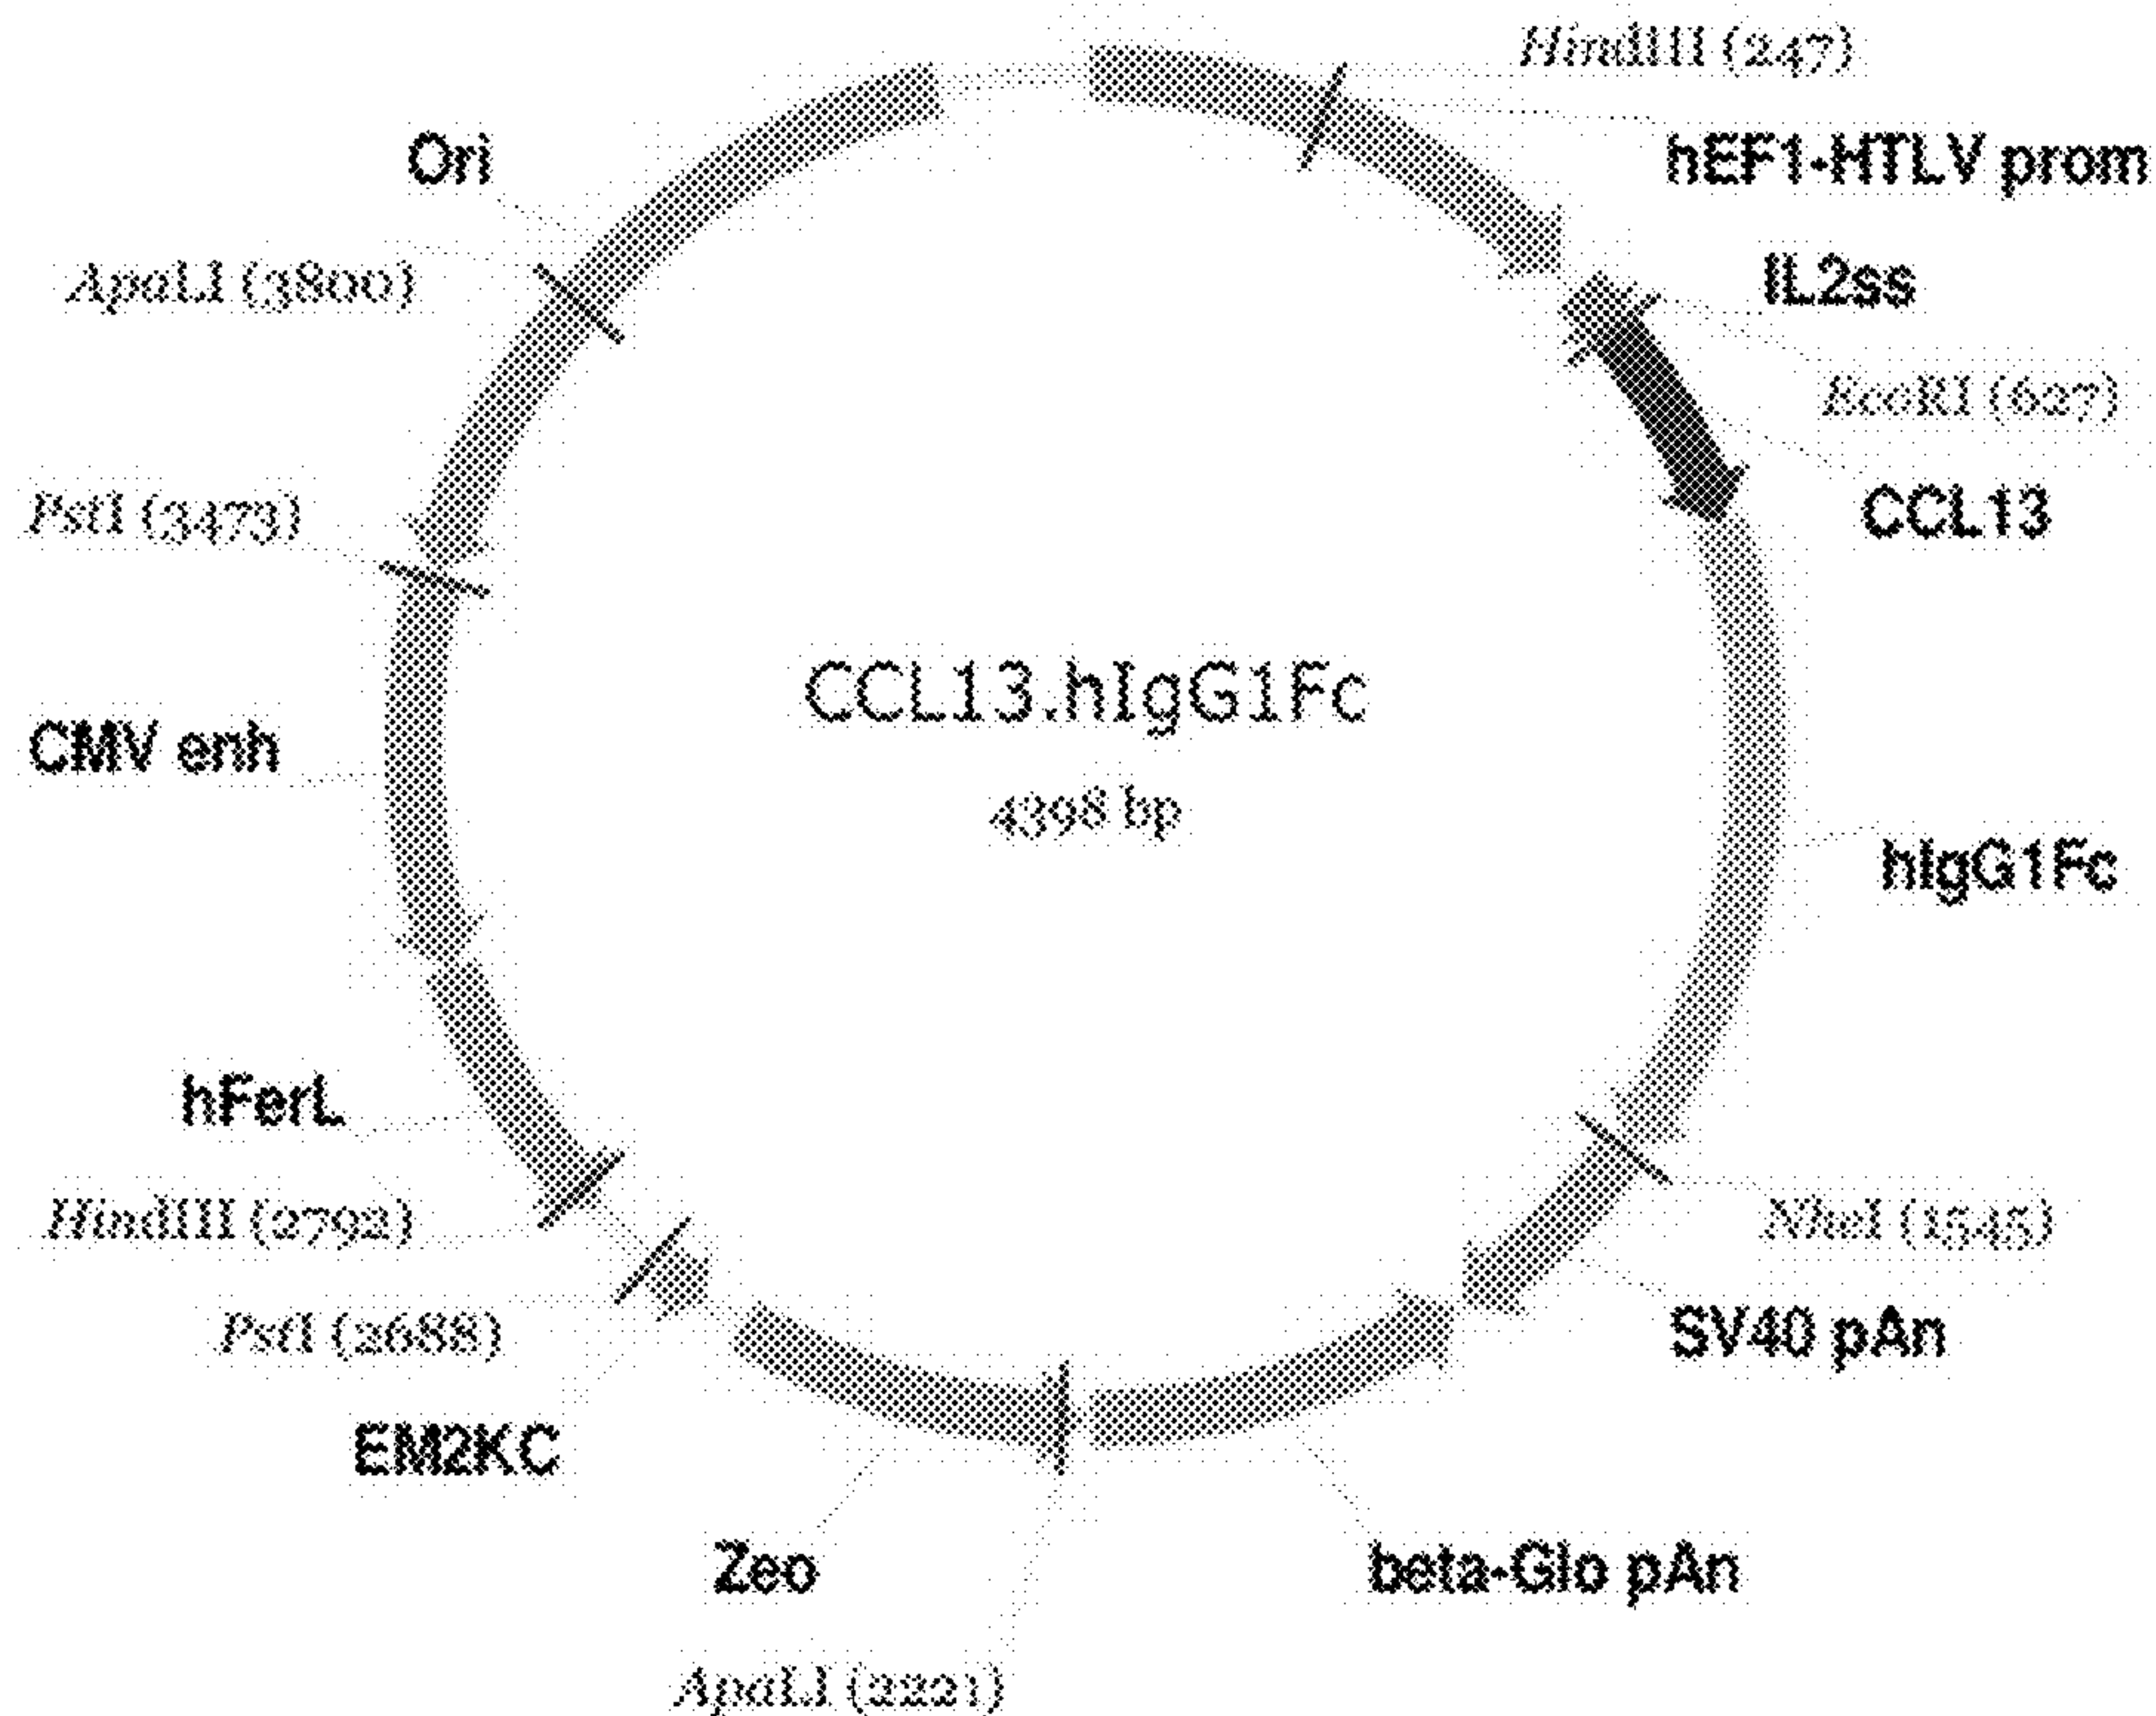 HindIII (247)
hEF1-HTLV prom
IL2ss
EcoRI (627)
CCL13
hIgG1Fc
NheI (1545)
SV40 pAn
beta-Glo pAn
ApaLI (2221)
Zeo
EM2KC
PstI (2688)
HindIII (2792)
hFerL
CMV enh
PstI (3473)
ApaLI (3800)
Ori
CCL13.hIgG1Fc
4398 bp